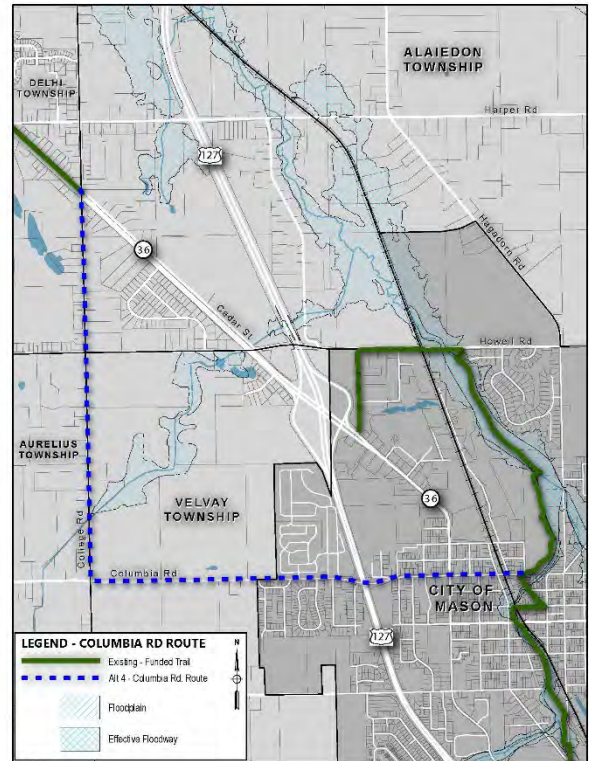 ALAIEDON
TOWNSHIP
DELHI
TOWNSHIP
Harper Rd
127
Hagadorn Rd
36
Cedar St
Howell Rd
AURELIUS
TOWNSHIP
VELVAY
TOWNSHIP
36
College Rd
Columbia Rd
CITY OF
MASON
127
LEGEND - COLUMBIA RD ROUTE
N
Existing - Funded Trail
Alt 4 - Columbia Rd. Route
Floodplain
Effective Floodway